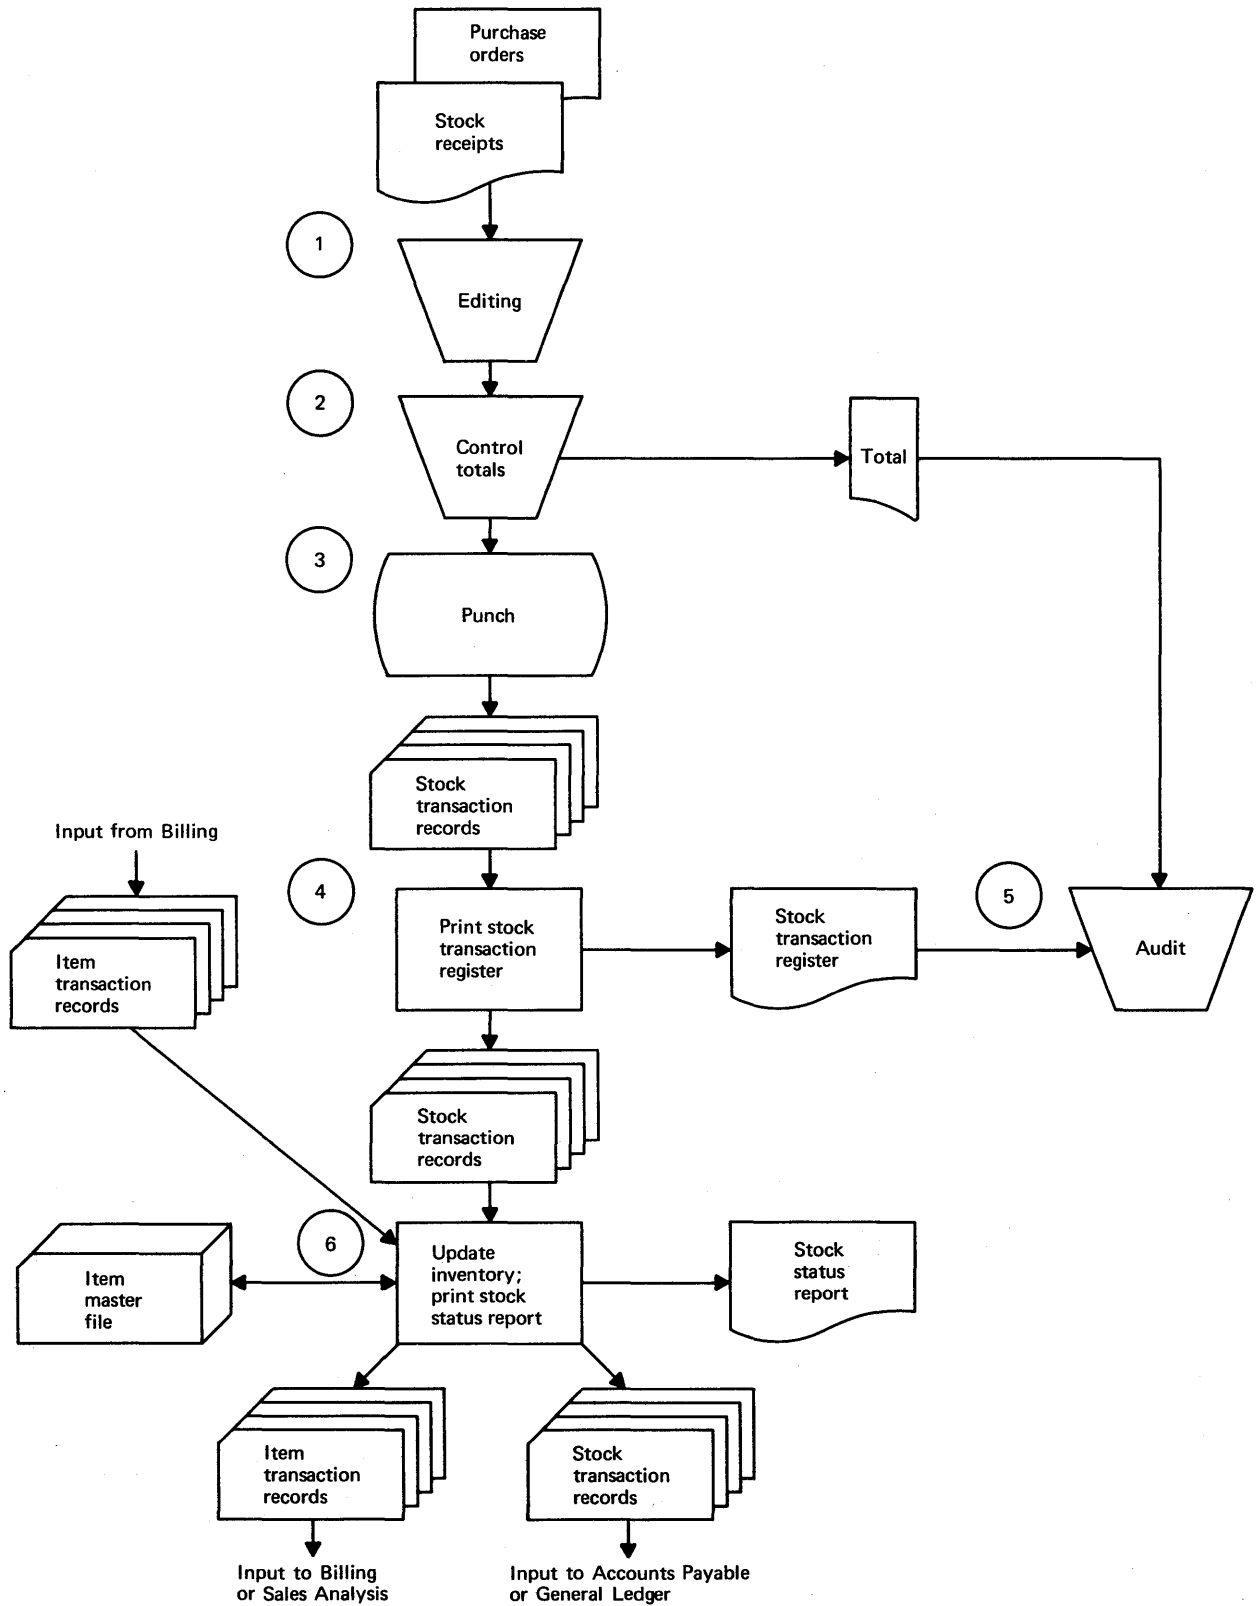 Purchase
orders
Stock
receipts
1
Editing
2
Control
totals
Total
3
Punch
Stock
transaction
records
Input from Billing
Item
transaction
records
4
Print stock
transaction
register
Stock
transaction
register
5
Audit
Stock
transaction
records
6
Item
master
file
Update
inventory;
print stock
status report
Stock
status
report
Item
transaction
records
Stock
transaction
records
Input to Billing
or Sales Analysis
Input to Accounts Payable
or General Ledger